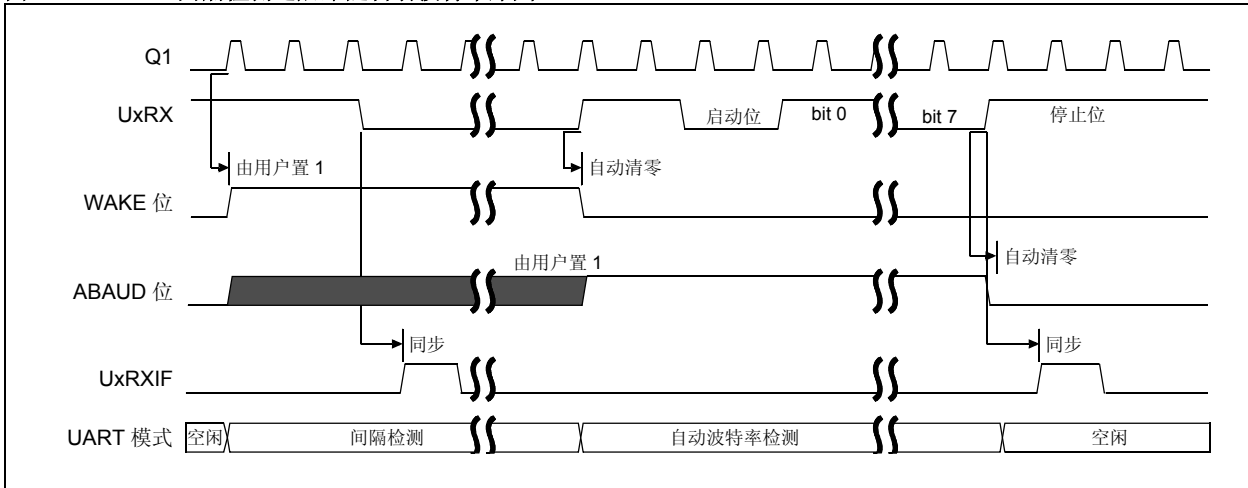 Q1
UxRX
启动位
bit 0
bit 7
停止位
由用户置 1
自动清零
WAKE 位
自动清零
由用户置 1
ABAUD 位
同步
同步
UxRXIF
UART 模式
空闲
间隔检测
自动波特率检测
空闲